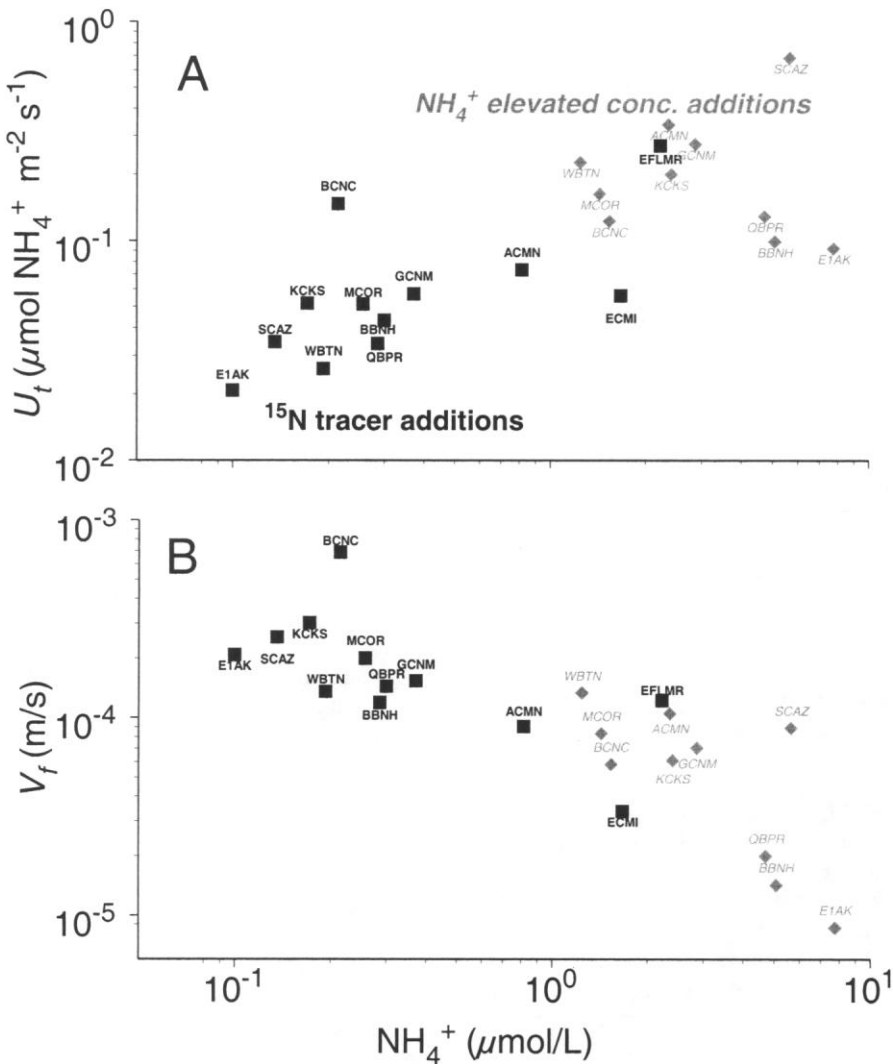 10⁰
A
SCAZ
NH₄⁺ elevated conc. additions
ACMN
EFLMR
GCNM
WBTN
KCKS
BCNC
MCOR
BCNC
QBPR
BBNH
E1AK
10⁻¹
Uₜ (μmol NH₄⁺ m⁻² s⁻¹)
ACMN
GCNM
KCKS
MCOR
ECMI
SCAZ
BBNH
WBTN
QBPR
E1AK
¹⁵N tracer additions
10⁻²
10⁻³
B
BCNC
KCKS
MCOR
E1AK
SCAZ
GCNM
WBTN
QBPR
BBNH
WBTN
EFLMR
SCAZ
10⁻⁴
ACMN
MCOR
ACMN
BCNC
GCNM
KCKS
V_f (m/s)
ECMI
QBPR
BBNH
E1AK
10⁻⁵
10⁻¹
10⁰
10¹
NH₄⁺ (μmol/L)